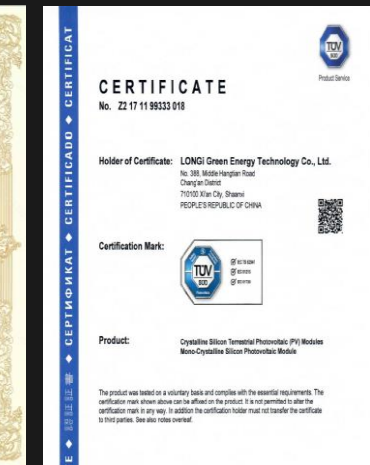 CERTIFICATE
No. Z2 17 11 99333 018
TÜV
SÜD
Product Service
Holder of Certificate: LONGi Green Energy Technology Co., Ltd.
No. 388, Middle Hangtian Road
Chang'an District
710100 Xi'an City, Shaanxi
PEOPLE'S REPUBLIC OF CHINA
Certification Mark:
TÜV
SÜD
Product: Crystalline Silicon Terrestrial Photovoltaic (PV) Modules
Mono-Crystalline Silicon Photovoltaic Module
The product was tested on a voluntary basis and complies with the essential requirements. The
certification mark shown above can be affixed on the product. It is not permitted to alter the
certification mark in any way. In addition the certification holder must not transfer the certificate
to third parties. See also notes overleaf.
♦ СЕРТИФИКАТ ♦ CERTIFICADO ♦ CERTIFICAT